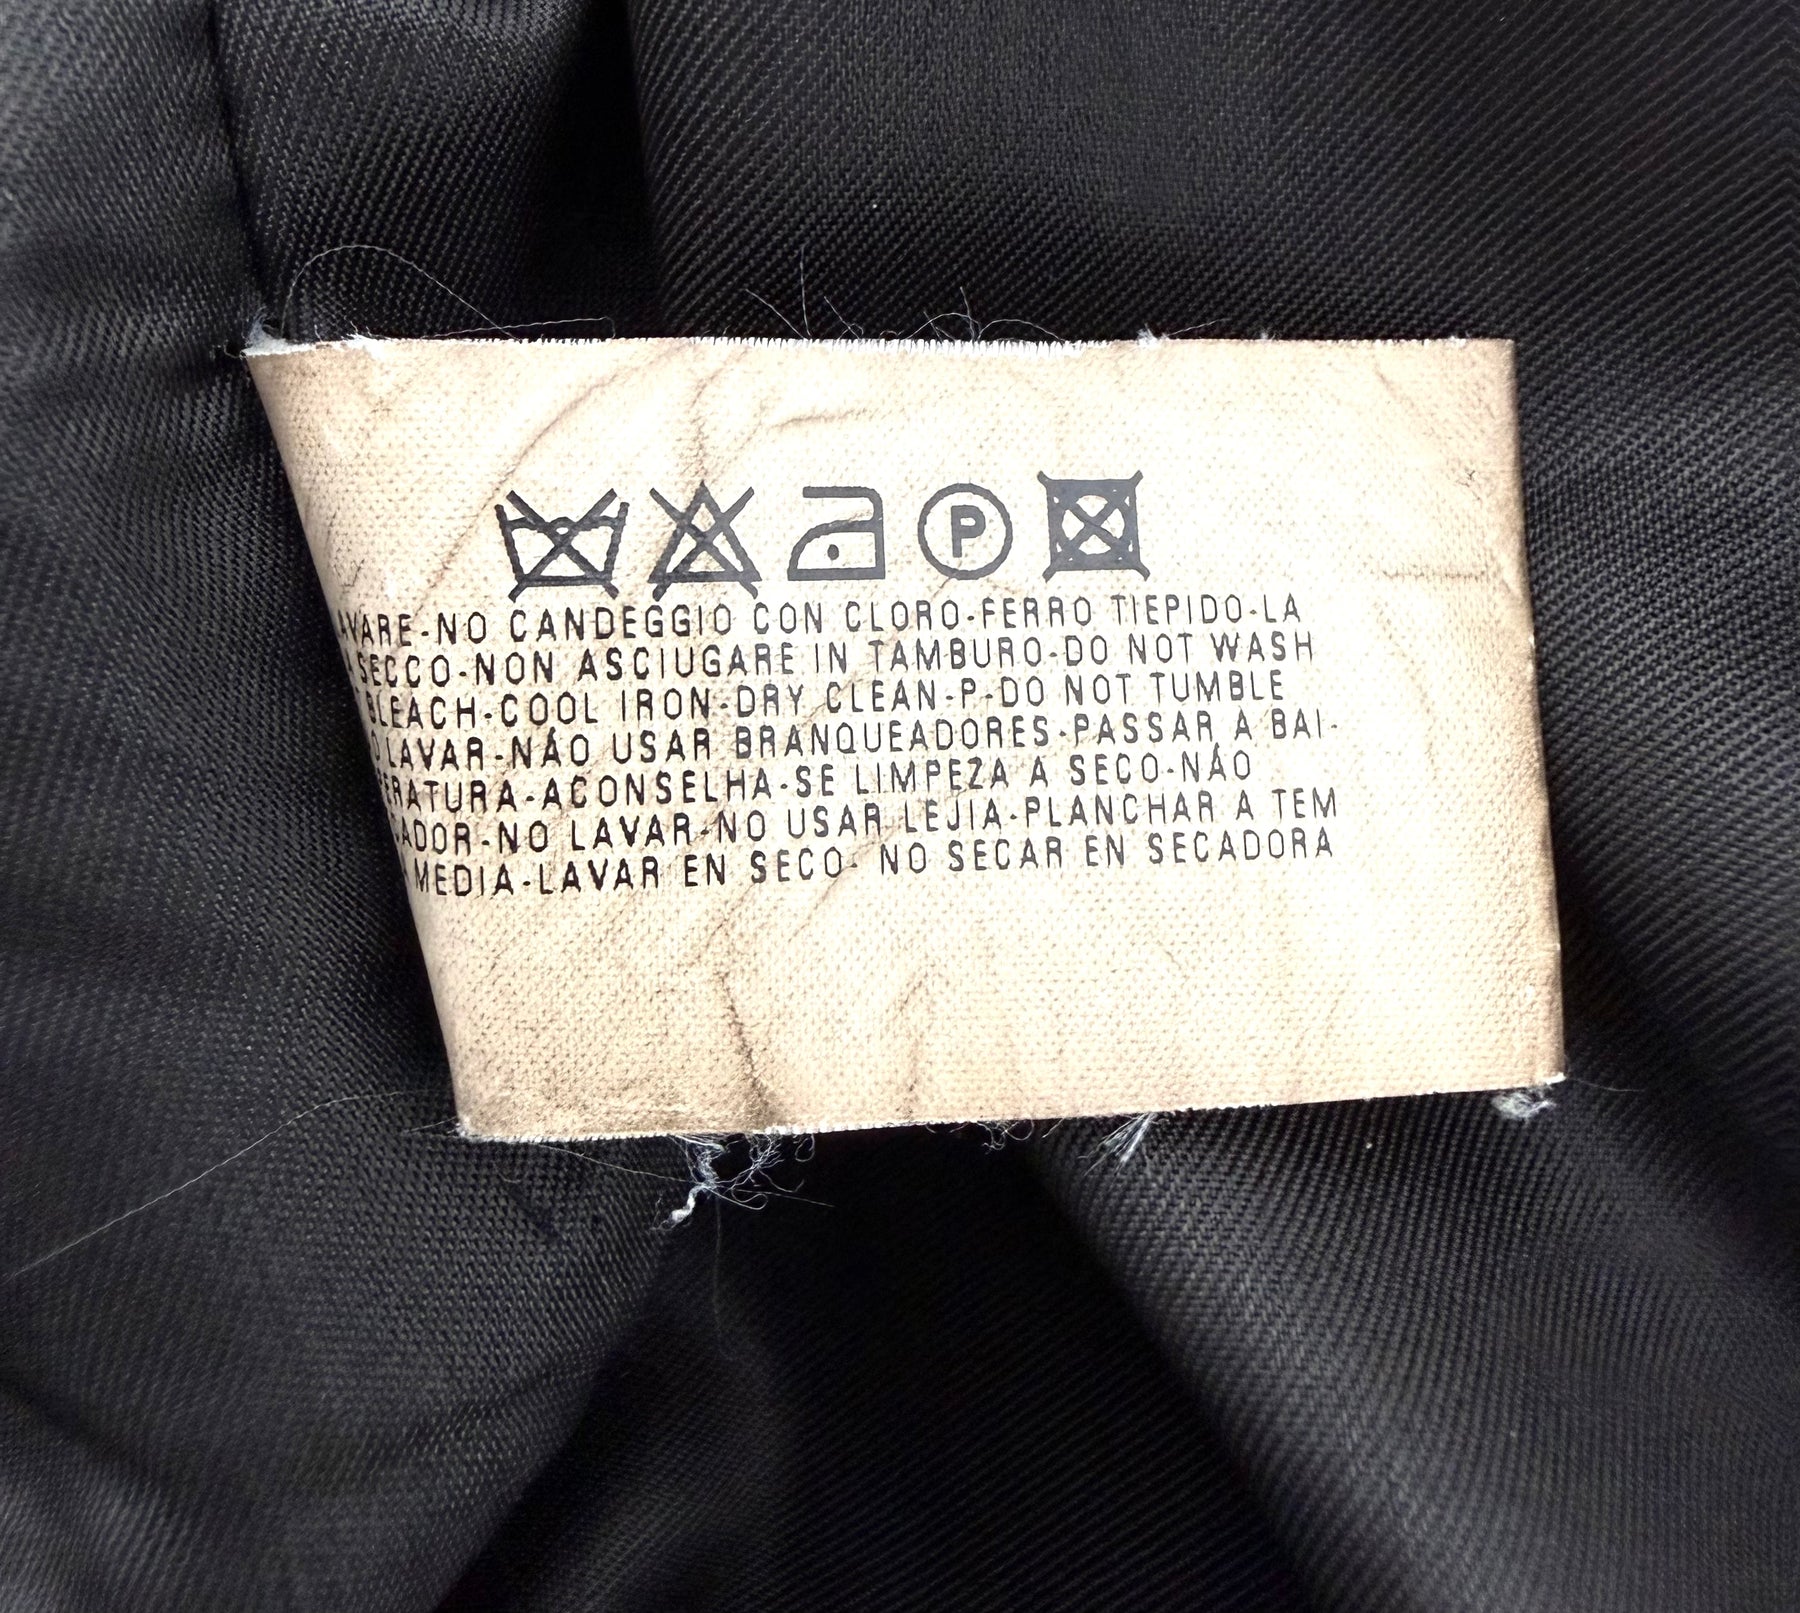 P
AVARE-NO CANDEGGIO CON CLORO-FERRO TIEPIDO-LA
SECCO-NON ASCIUGARE IN TAMBURO-DO NOT WASH
BLEACH-COOL IRON-DRY CLEAN-P-DO NOT TUMBLE
LAVAR-NÃO USAR BRANQUEADORES-PASSAR A BAI-
ERATURA-ACONSELHA-SE LIMPEZA A SECO-NÃO
ADOR-NO LAVAR-NO USAR LEJIA-PLANCHAR A TEM
MEDIA-LAVAR EN SECO- NO SECAR EN SECADORA